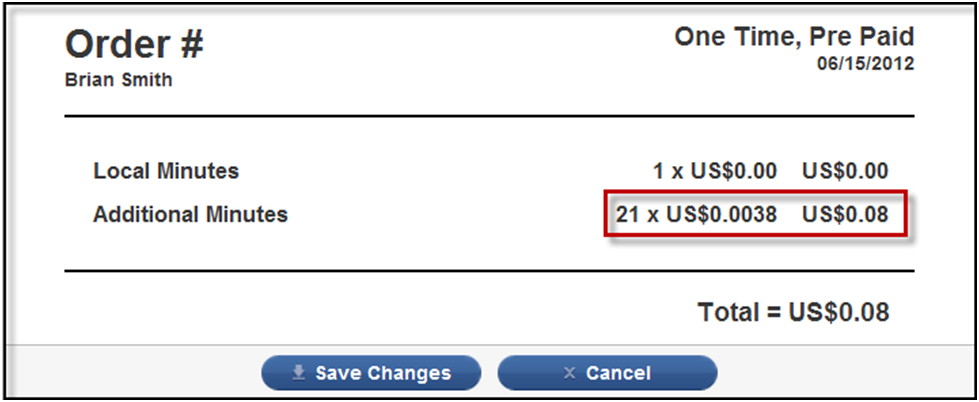 Order #
One Time, Pre Paid
Brian Smith
06/15/2012
Local Minutes 1 x US$0.00 US$0.00
Additional Minutes 21 x US$0.0038 US$0.08
Total = US$0.08
Save Changes
Cancel